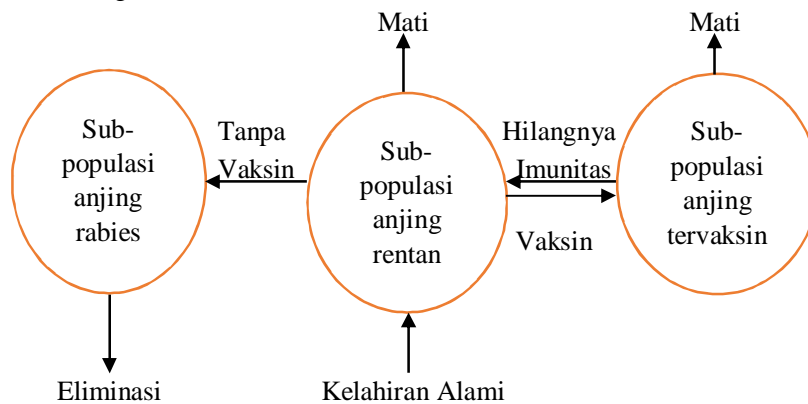 Mati
Mati
Sub-
populasi
anjing
rabies
Tanpa
Vaksin
Sub-
populasi
anjing
rentan
Hilangnya
Imunitas
Vaksin
Sub-
populasi
anjing
tervaksin
Eliminasi
Kelahiran Alami